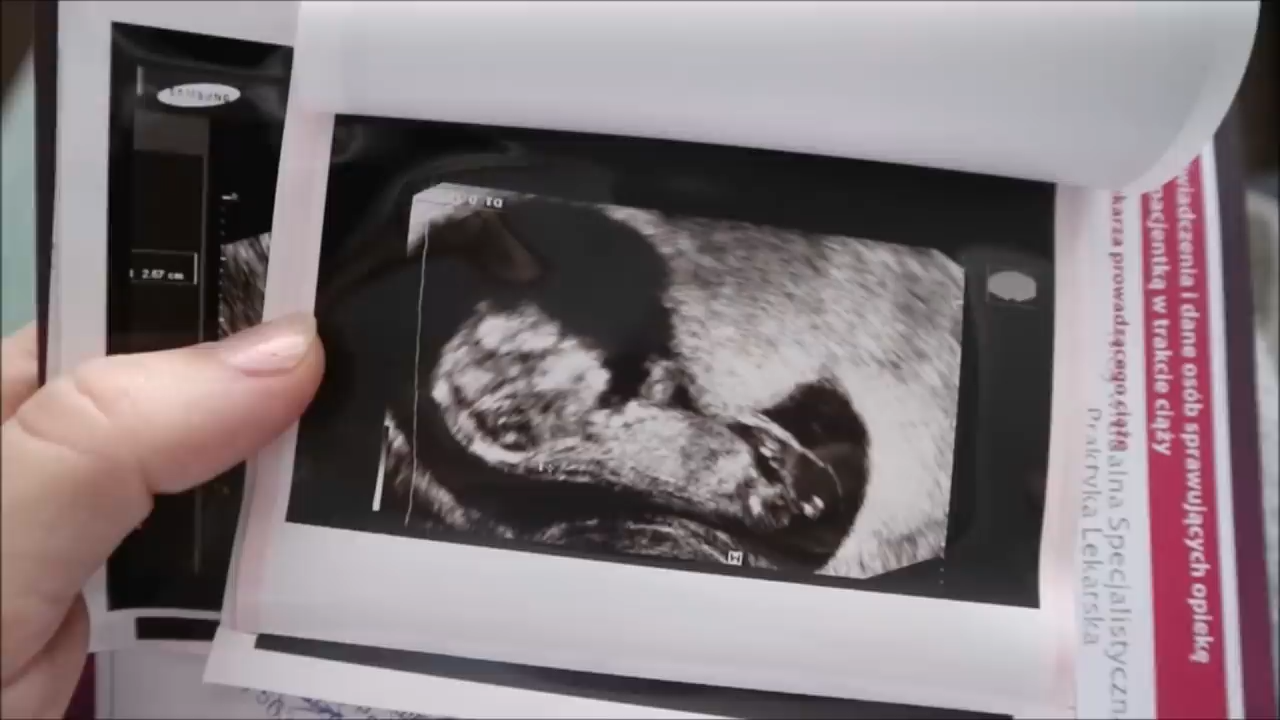 SAMSUNG
2.67 cm
D1
H
wiadczenia i dane osób sprawujących opiekę
pacjentką w trakcie ciąży
karza prowadzącego ciążę
alna Specjalistyczn
Praktyka Lekarska